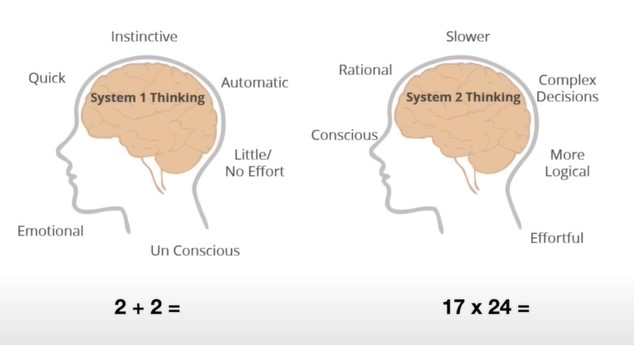 Instinctive
Quick
System 1 Thinking
Automatic
Little/
No Effort
Emotional
Un Conscious
2 + 2 =
Slower
Rational
System 2 Thinking
Complex
Decisions
Conscious
More
Logical
Effortful
17 x 24 =